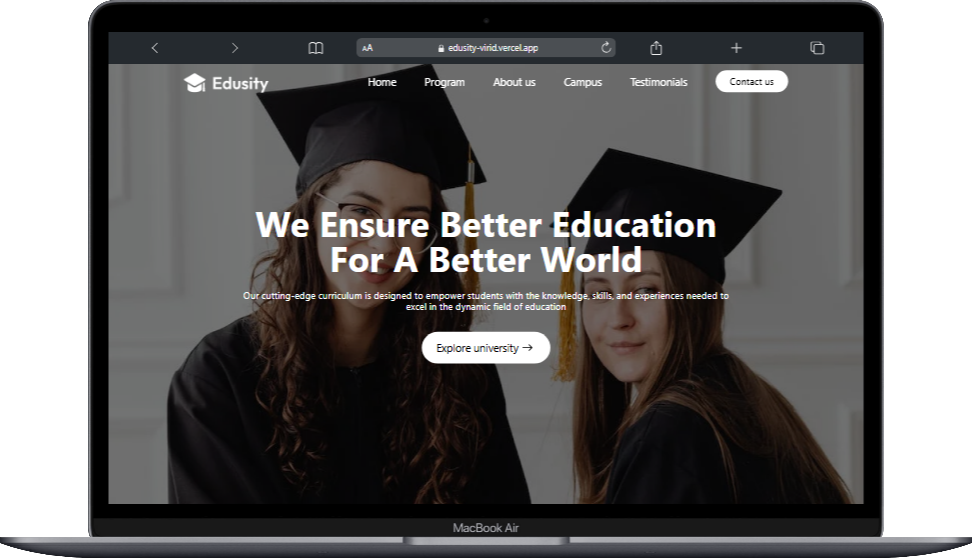 AA
edusity-virid.vercel.app
Edusity
Home
Program
About us
Campus
Testimonials
Contact us
We Ensure Better Education
For A Better World
Our cutting-edge curriculum is designed to empower students with the knowledge, skills, and experiences needed to
excel in the dynamic field of education
Explore university →
MacBook Air